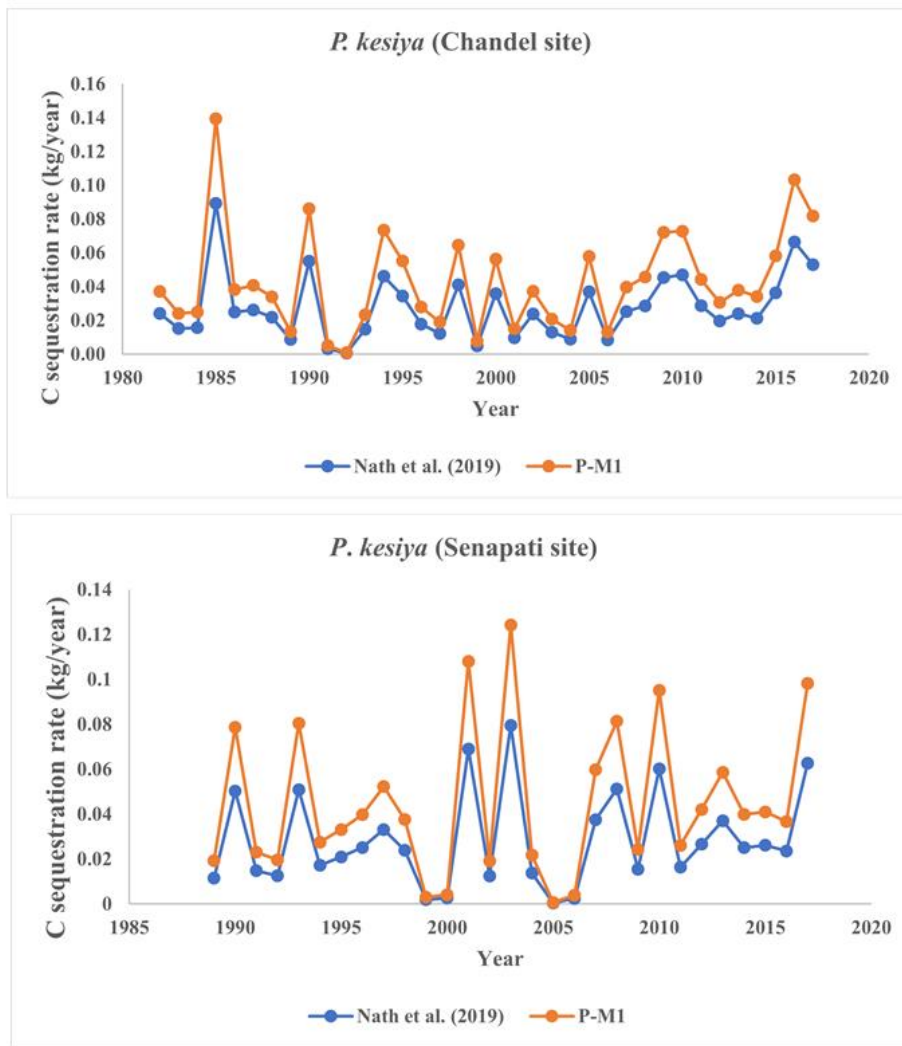 P. kesiya (Chandel site)
C sequestration rate (kg/year)
0.16
0.14
0.12
0.10
0.08
0.06
0.04
0.02
0.00
1980 1985 1990 1995 2000 2005 2010 2015 2020
Year
Nath et al. (2019) P-M1
P. kesiya (Senapati site)
C sequestration rate (kg/year)
0.14
0.12
0.1
0.08
0.06
0.04
0.02
0
1985 1990 1995 2000 2005 2010 2015 2020
Year
Nath et al. (2019) P-M1